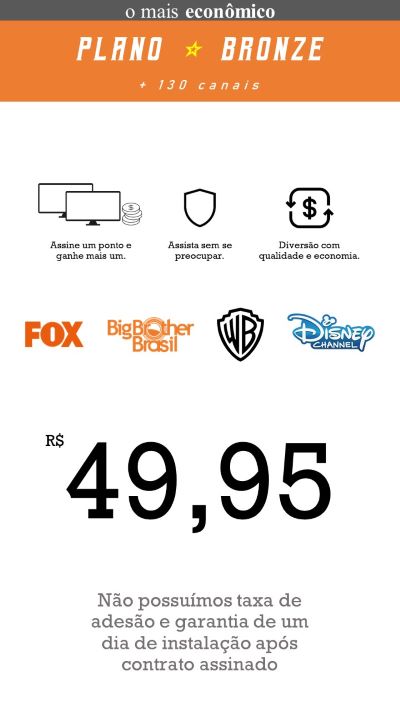 o mais econômico
PLANO BRONZE
+ 130 canais
Assine um ponto e
ganhe mais um.
Assista sem se
preocupar.
Diversão com
qualidade e economia.
FOX
BigBrother
Brasil
WB
Disney
CHANNEL
R$
49,95
Não possuímos taxa de
adesão e garantia de um
dia de instalação após
contrato assinado